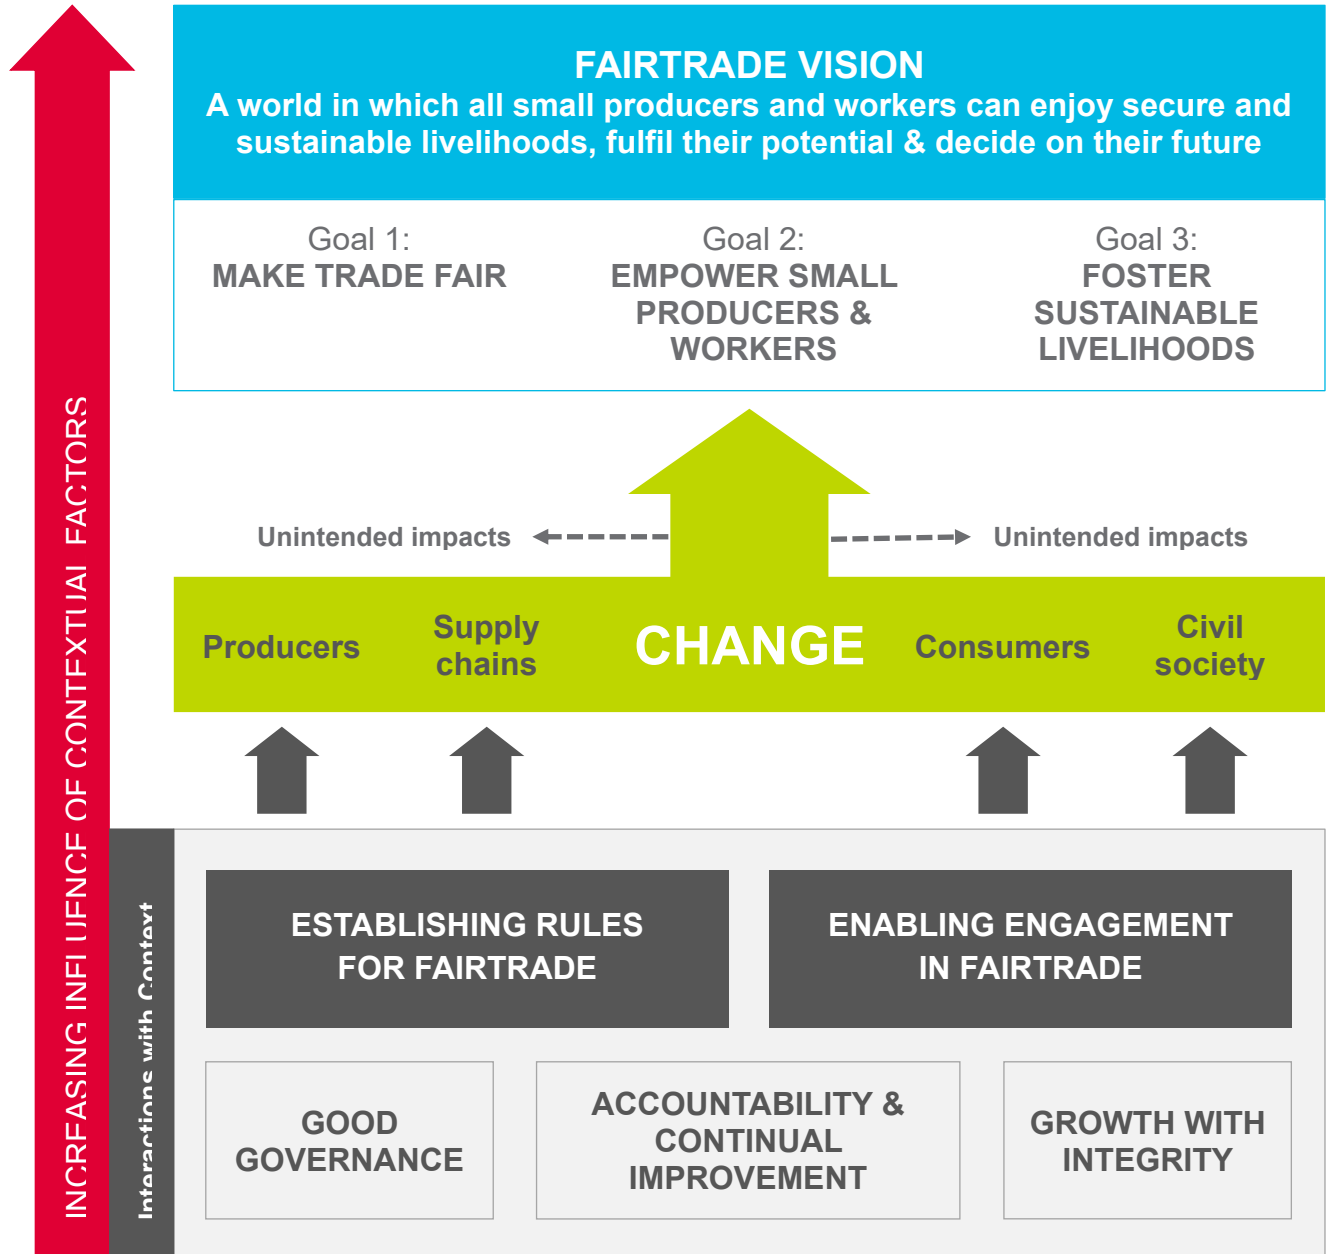 FAIRTRADE VISION
A world in which all small producers and workers can enjoy secure and
sustainable livelihoods, fulfil their potential & decide on their future
Goal 1:
MAKE TRADE FAIR
Goal 2:
EMPOWER SMALL
PRODUCERS &
WORKERS
Goal 3:
FOSTER
SUSTAINABLE
LIVELIHOODS
INCREASING INFLUENCE OF CONTEXTUAL FACTORS
Unintended impacts
Unintended impacts
Producers
Supply
chains
CHANGE
Consumers
Civil
society
Interactions with Context
ESTABLISHING RULES
FOR FAIRTRADE
ENABLING ENGAGEMENT
IN FAIRTRADE
GOOD
GOVERNANCE
ACCOUNTABILITY &
CONTINUAL
IMPROVEMENT
GROWTH WITH
INTEGRITY